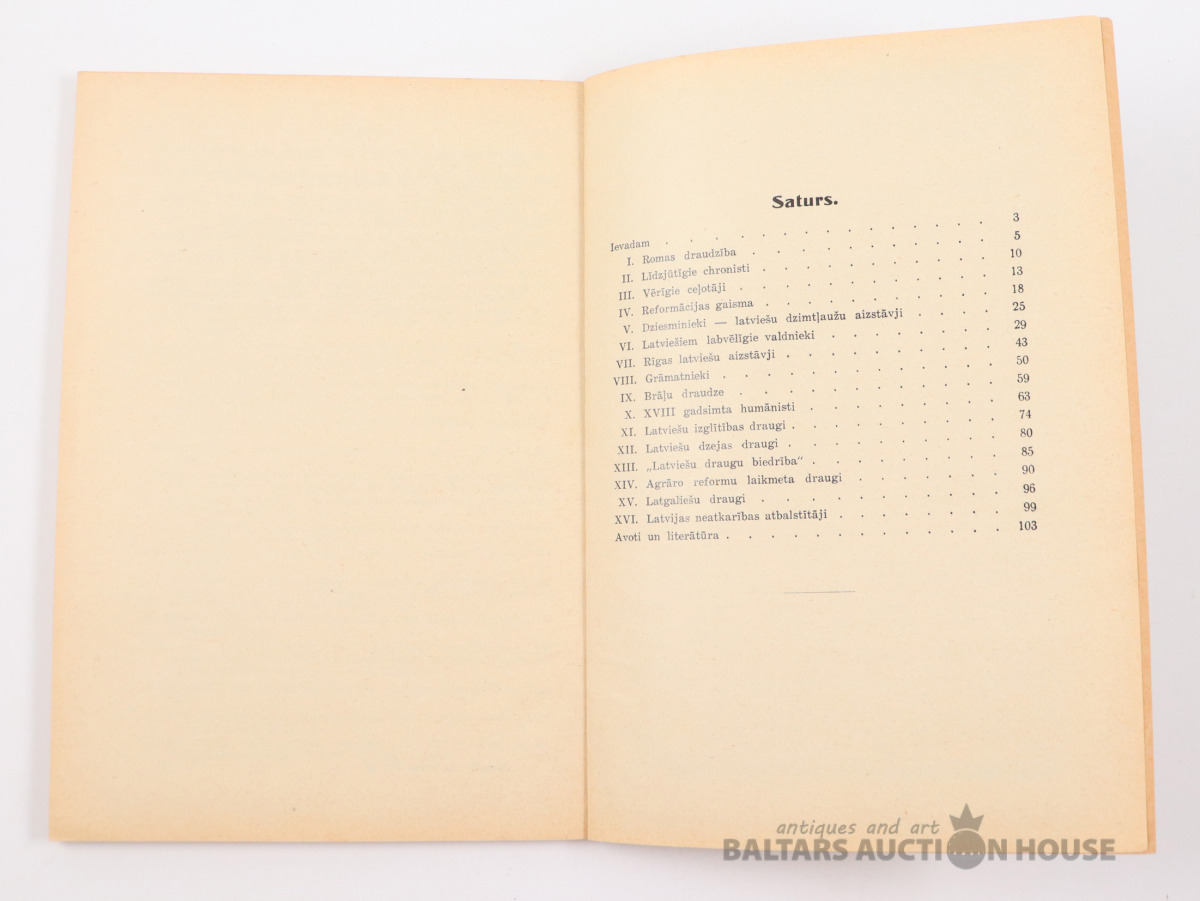 Saturs.
Ievadam . . . . . . . . . . . . . . 3
I. Romas draudzība . . . . . . . . . . 5
II. Līdzjūtīgie chronisti . . . . . . . . . 10
III. Vērīgie ceļotāji . . . . . . . . . . 13
IV. Reformācijas gaisma . . . . . . . . . 18
V. Dziesminieki — latviešu dzimtļaužu aizstāvji . . . . 25
VI. Latviešiem labvēlīgie valdnieki . . . . . . . 29
VII. Rīgas latviešu aizstāvji . . . . . . . . 43
VIII. Grāmatnieki . . . . . . . . . . . 50
IX. Brāļu draudze . . . . . . . . . . 59
X. XVIII gadsimta humānisti . . . . . . . . 63
XI. Latviešu izglītības draugi . . . . . . . . 74
XII. Latviešu dzejas draugi . . . . . . . . 80
XIII. „Latviešu draugu biedrība“ . . . . . . . 85
XIV. Agrāro reformu laikmeta draugi . . . . . . 90
XV. Latgaliešu draugi . . . . . . . . . 96
XVI. Latvijas neatkarības atbalstītāji . . . . . . 99
Avoti un literātūra . . . . . . . . . . . 103
antiques and art
BALTARS AUCTION HOUSE